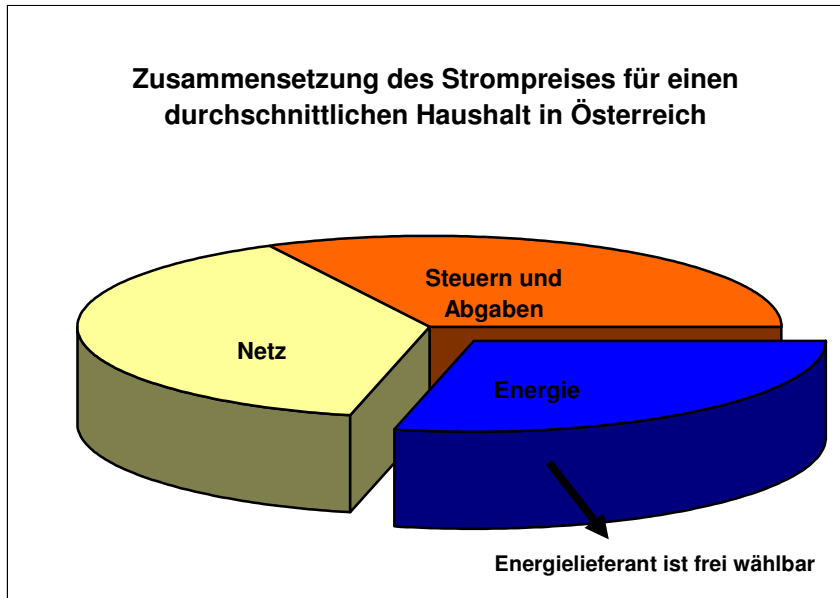 Zusammensetzung des Strompreises für einen
durchschnittlichen Haushalt in Österreich
Steuern und
Abgaben
Netz
Energie
Energielieferant ist frei wählbar